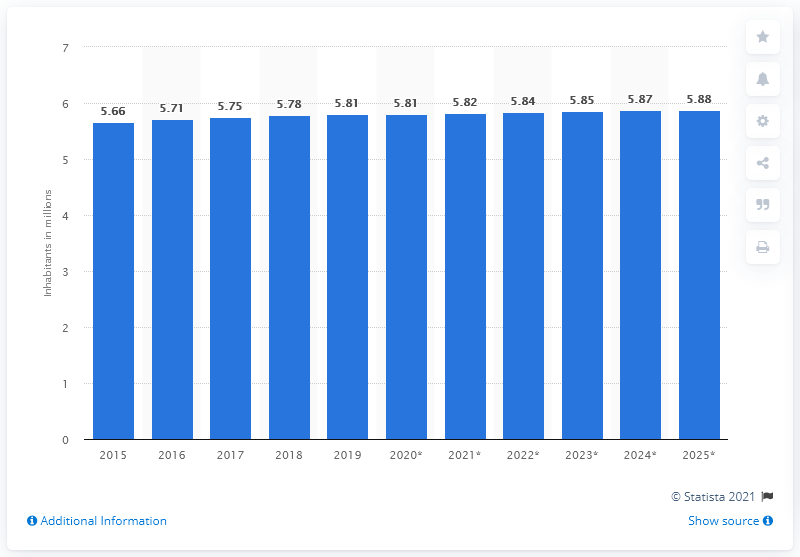 7
6
5
4
3
2
1
0
Inhabitants in millions
5.66 5.71 5.75 5.78 5.81 5.81 5.82 5.84 5.85 5.87 5.88
2015 2016 2017 2018 2019 2020* 2021* 2022* 2023* 2024* 2025*
© Statista 2021
Additional Information
Show source